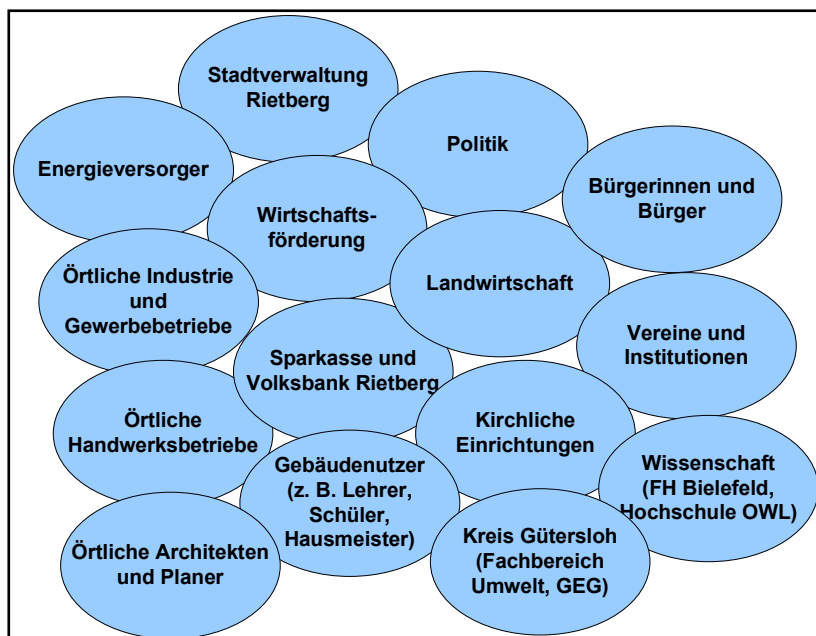 Stadtverwaltung
Rietberg
Politik
Energieversorger
Bürgerinnen und
Bürger
Wirtschafts-
förderung
Örtliche Industrie
und
Gewerbebetriebe
Landwirtschaft
Vereine und
Institutionen
Sparkasse und
Volksbank Rietberg
Örtliche
Handwerksbetriebe
Kirchliche
Einrichtungen
Gebäudenutzer
(z. B. Lehrer,
Schüler,
Hausmeister)
Wissenschaft
(FH Bielefeld,
Hochschule OWL)
Örtliche Architekten
und Planer
Kreis Gütersloh
(Fachbereich
Umwelt, GEG)